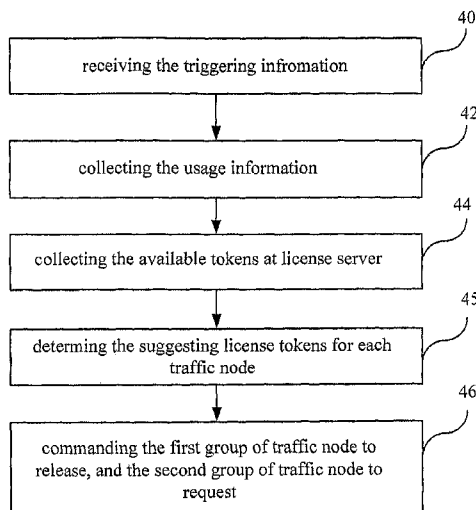 40
receiving the triggering infromation
42
collecting the usage information
44
collecting the available tokens at license server
45
determing the suggesting license tokens for each
traffic node
46
commanding the first group of traffic node to
release, and the second group of traffic node to
request